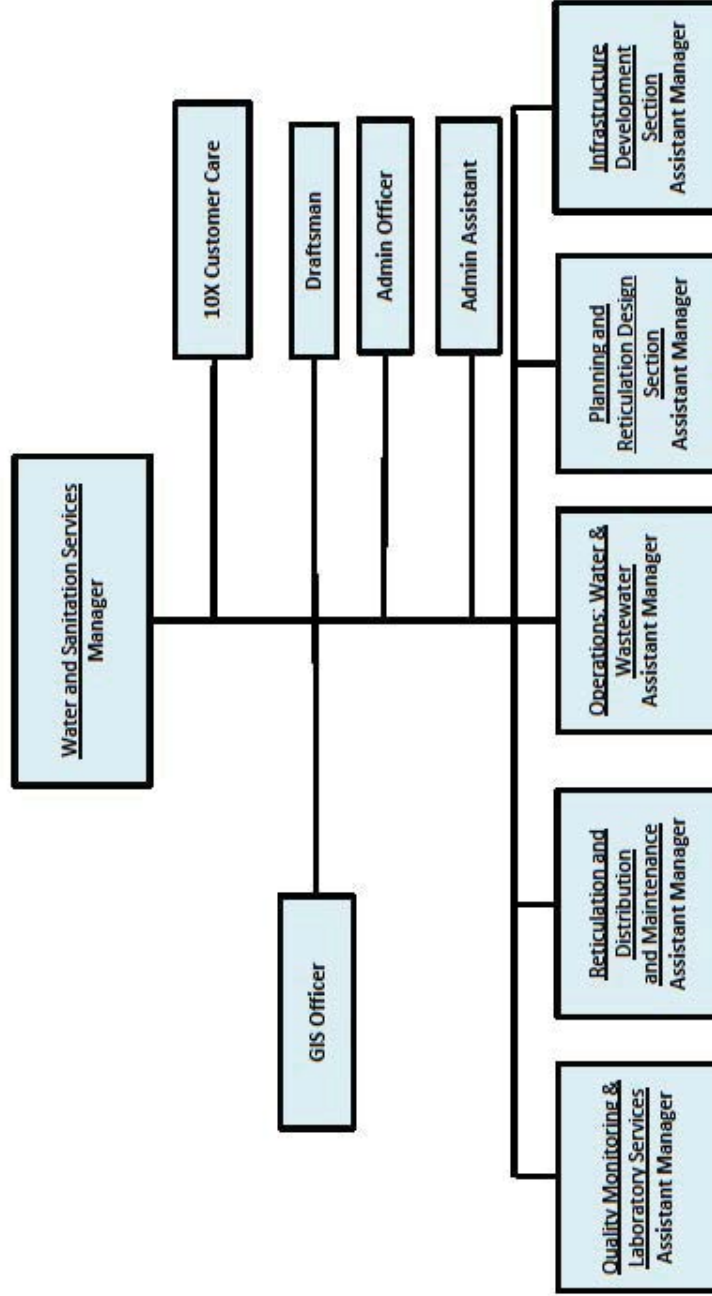 Water and Sanitation Services
Manager
10X Customer Care
GIS Officer
Draftsman
Admin Officer
Admin Assistant
Quality Monitoring &
Laboratory Services
Assistant Manager
Reticulation and
Distribution
and Maintenance
Assistant Manager
Operations: Water &
Wastewater
Assistant Manager
Planning and
Reticulation Design
Section
Assistant Manager
Infrastructure
Development
Section
Assistant Manager